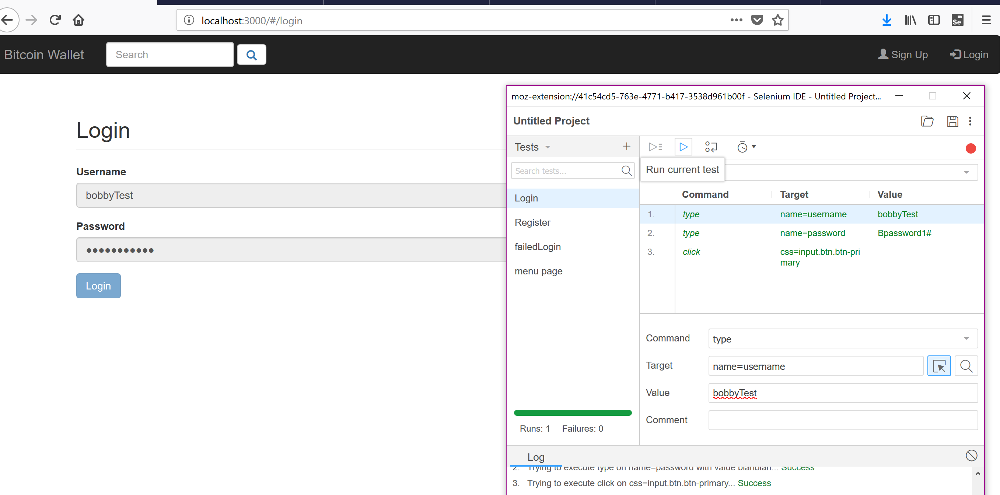 localhost:3000/#/login
Se
Bitcoin Wallet
Search
Sign Up
Login
Login
Username
bobbyTest
Password
Login
moz-extension://41c54cd5-763e-4771-b417-3538d961b00f - Selenium IDE - Untitled Project...
Untitled Project
Tests
Search tests...
Login
Register
failedLogin
menu page
Runs: 1 Failures: 0
Run current test
Command Target Value
1. type name=username bobbyTest
2. type name=password Bpassword1#
3. click css=input.btn.btn-pri
mary
Command type
Target name=username
Value bobbyTest
Comment
Log
2. Trying to execute type on name=password with value blahblah... Success
3. Trying to execute click on css=input.btn.btn-primary... Success